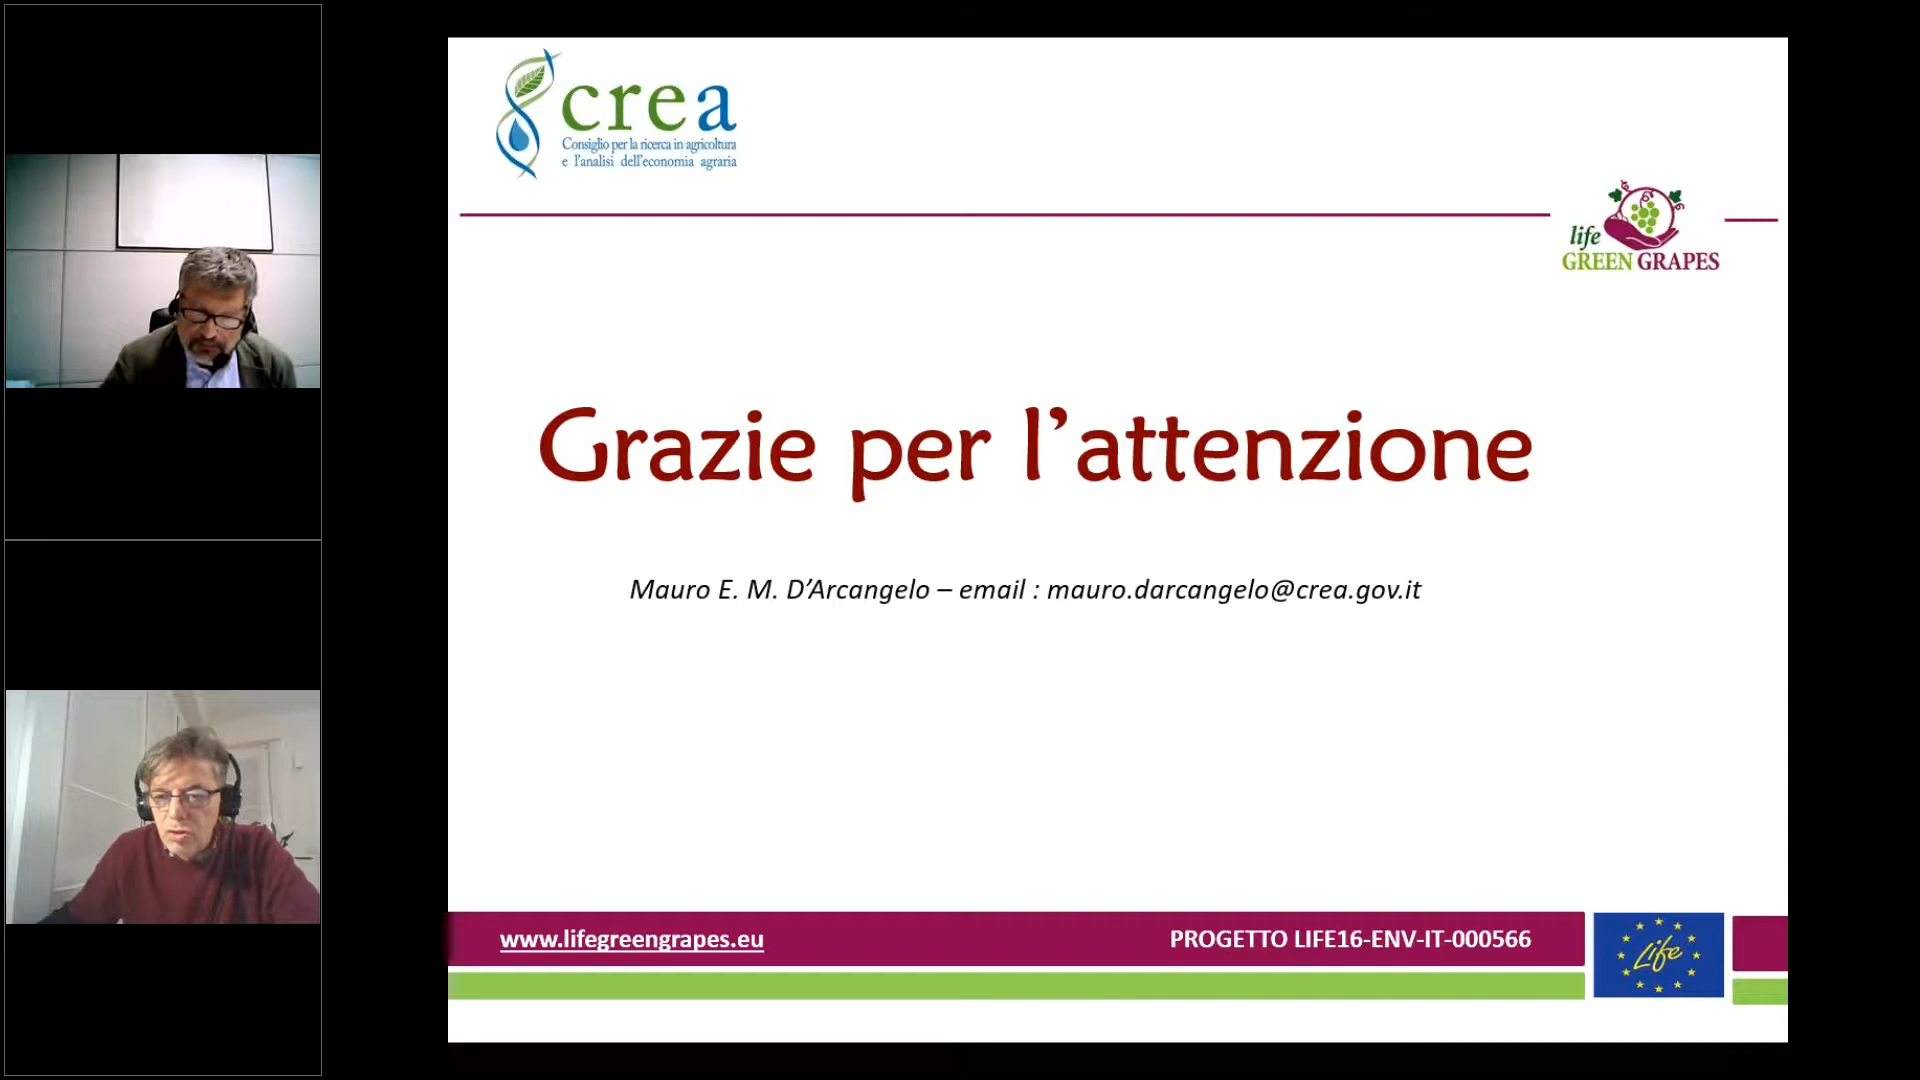 crea
Consiglio per la ricerca in agricoltura
e l'analisi dell'economia agraria
life
GREEN GRAPES
Grazie per l’attenzione
Mauro E. M. D’Arcangelo – email : mauro.darcangelo@crea.gov.it
www.lifegreengrapes.eu
PROGETTO LIFE16-ENV-IT-000566
Life